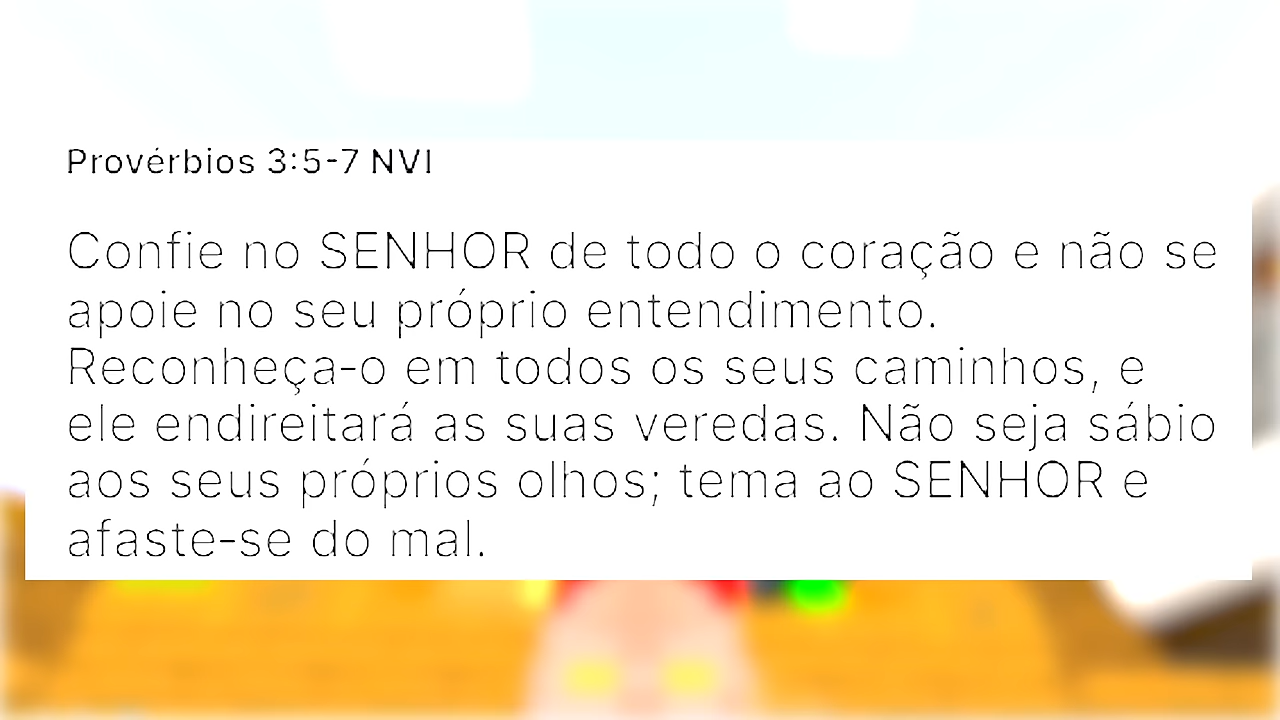 Provérbios 3:5-7 NVI
Confie no SENHOR de todo o coração e não se
apoie no seu próprio entendimento.
Reconheça-o em todos os seus caminhos, e
ele endireitará as suas veredas. Não seja sábio
aos seus próprios olhos; tema ao SENHOR e
afaste-se do mal.